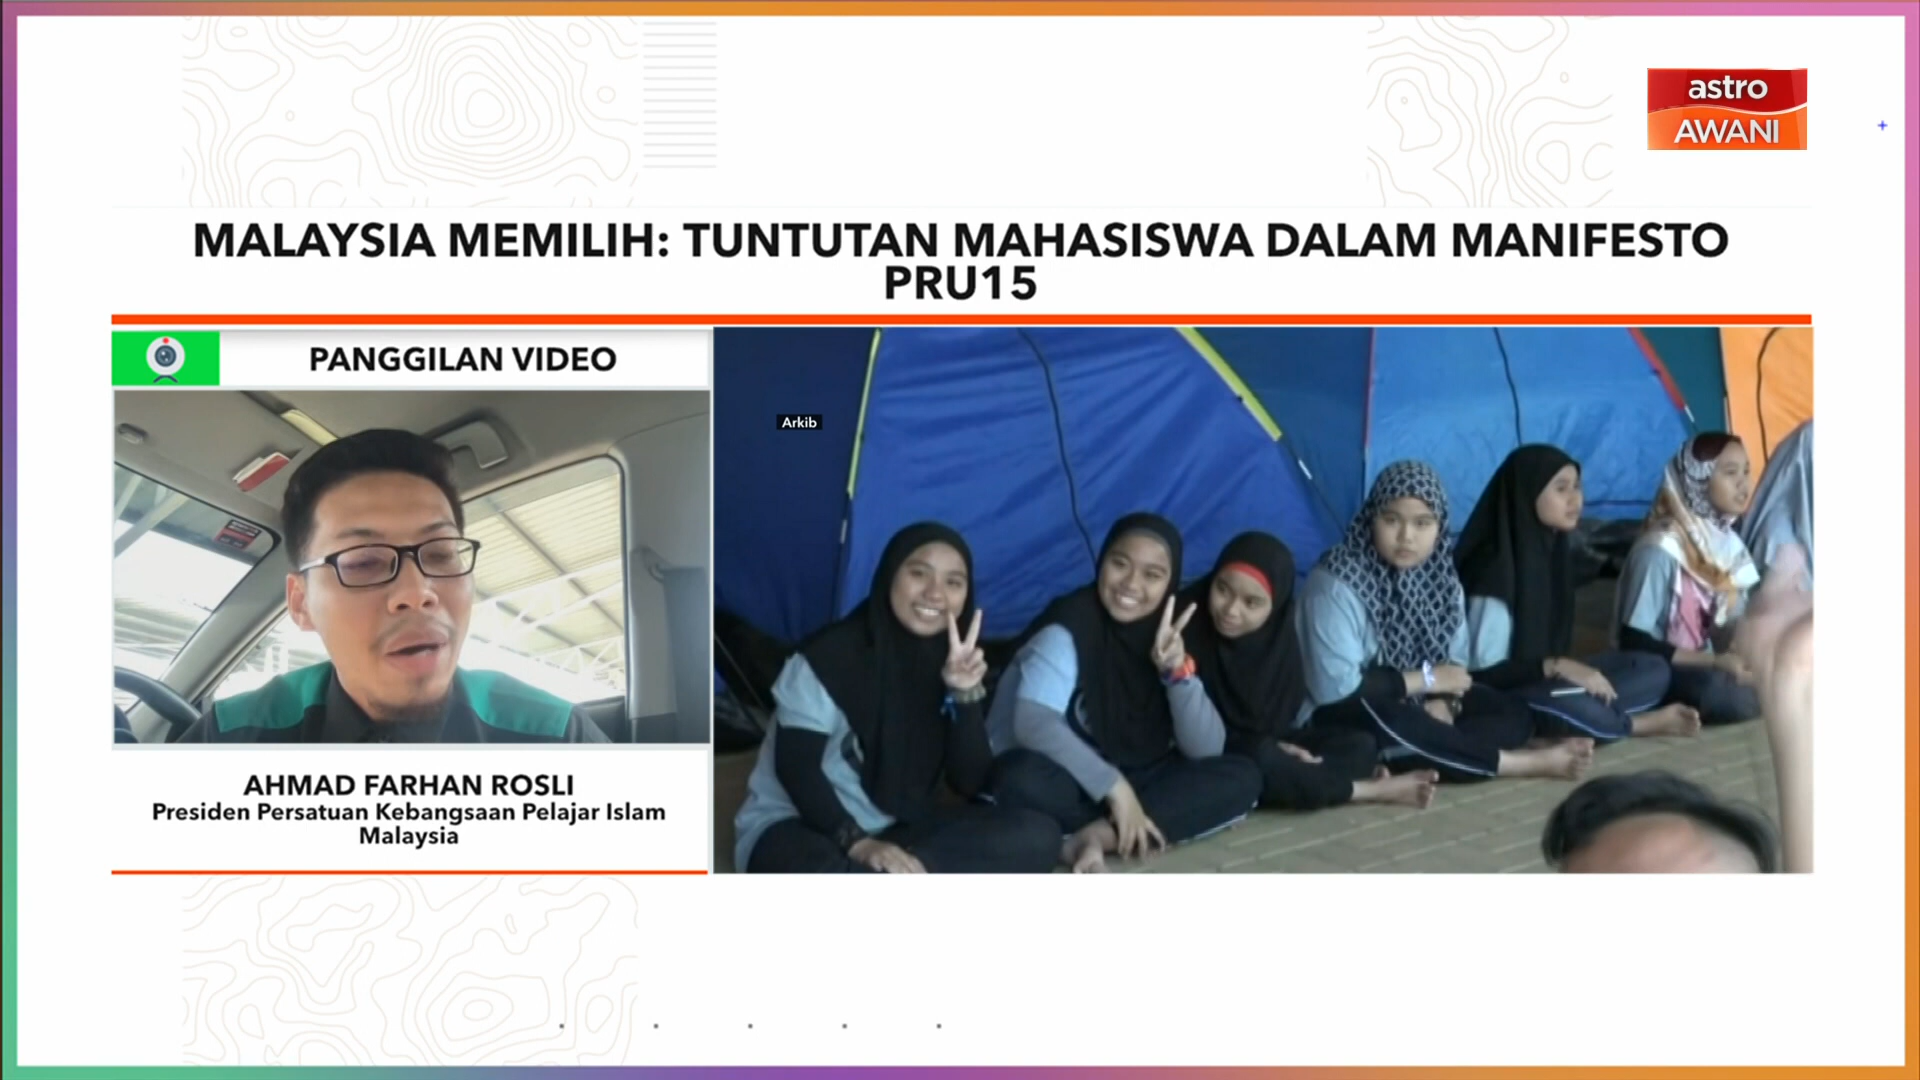 astro
AWANI
MALAYSIA MEMILIH: TUNTUTAN MAHASISWA DALAM MANIFESTO
PRU15
PANGGILAN VIDEO
Arkib
AHMAD FARHAN ROSLI
Presiden Persatuan Kebangsaan Pelajar Islam
Malaysia